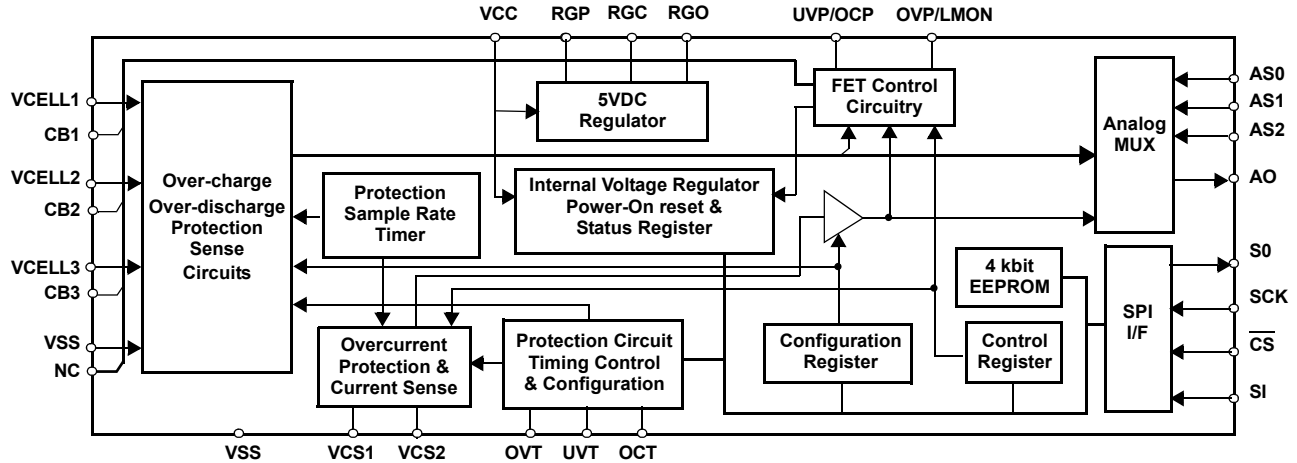 VCC
RGP
RGC
RGO
UVP/OCP
OVP/LMON
VCELL1
CB1
VCELL2
CB2
VCELL3
CB3
VSS
NC
Over-charge
Over-discharge
Protection
Sense
Circuits
5VDC
Regulator
FET Control
Circuitry
Analog
MUX
AS0
AS1
AS2
AO
Protection
Sample Rate
Timer
Internal Voltage Regulator
Power-On reset &
Status Register
4 kbit
EEPROM
SPI
I/F
S0
SCK
CS
SI
Overcurrent
Protection &
Current Sense
Protection Circuit
Timing Control
& Configuration
Configuration
Register
Control
Register
VSS
VCS1
VCS2
OVT
UVT
OCT